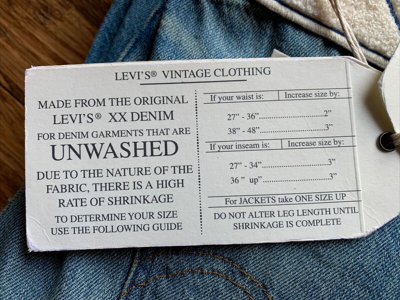 LEVI'S® VINTAGE CLOTHING
MADE FROM THE ORIGINAL
LEVI'S® XX DENIM
FOR DENIM GARMENTS THAT ARE
UNWASHED
DUE TO THE NATURE OF THE
FABRIC, THERE IS A HIGH
RATE OF SHRINKAGE
TO DETERMINE YOUR SIZE
USE THE FOLLOWING GUIDE
If your waist is: Increase size by:
27" - 36"........................2"
38" - 48"........................3"
If your inseam is: Increase size by:
27" - 34"........................3"
36 " up"........................3"
For JACKETS take ONE SIZE UP
DO NOT ALTER LEG LENGTH UNTIL
SHRINKAGE IS COMPLETE